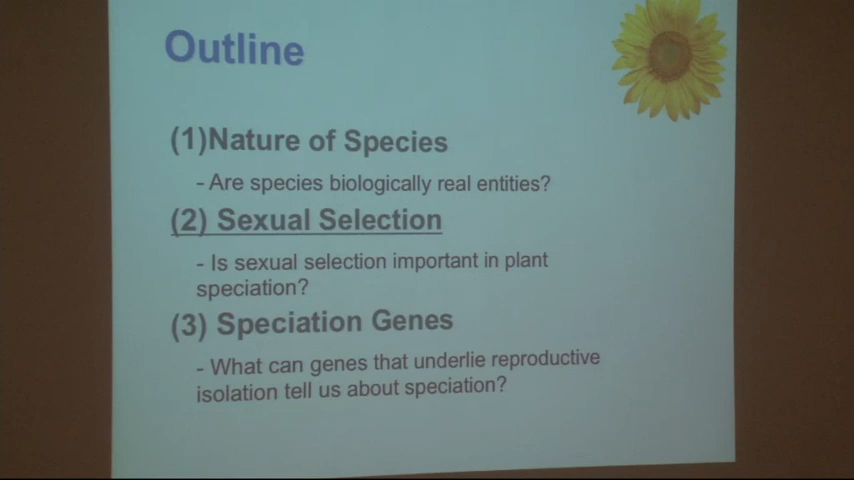 Outline
(1)Nature of Species
- Are species biologically real entities?
(2) Sexual Selection
- Is sexual selection important in plant
speciation?
(3) Speciation Genes
- What can genes that underlie reproductive
isolation tell us about speciation?